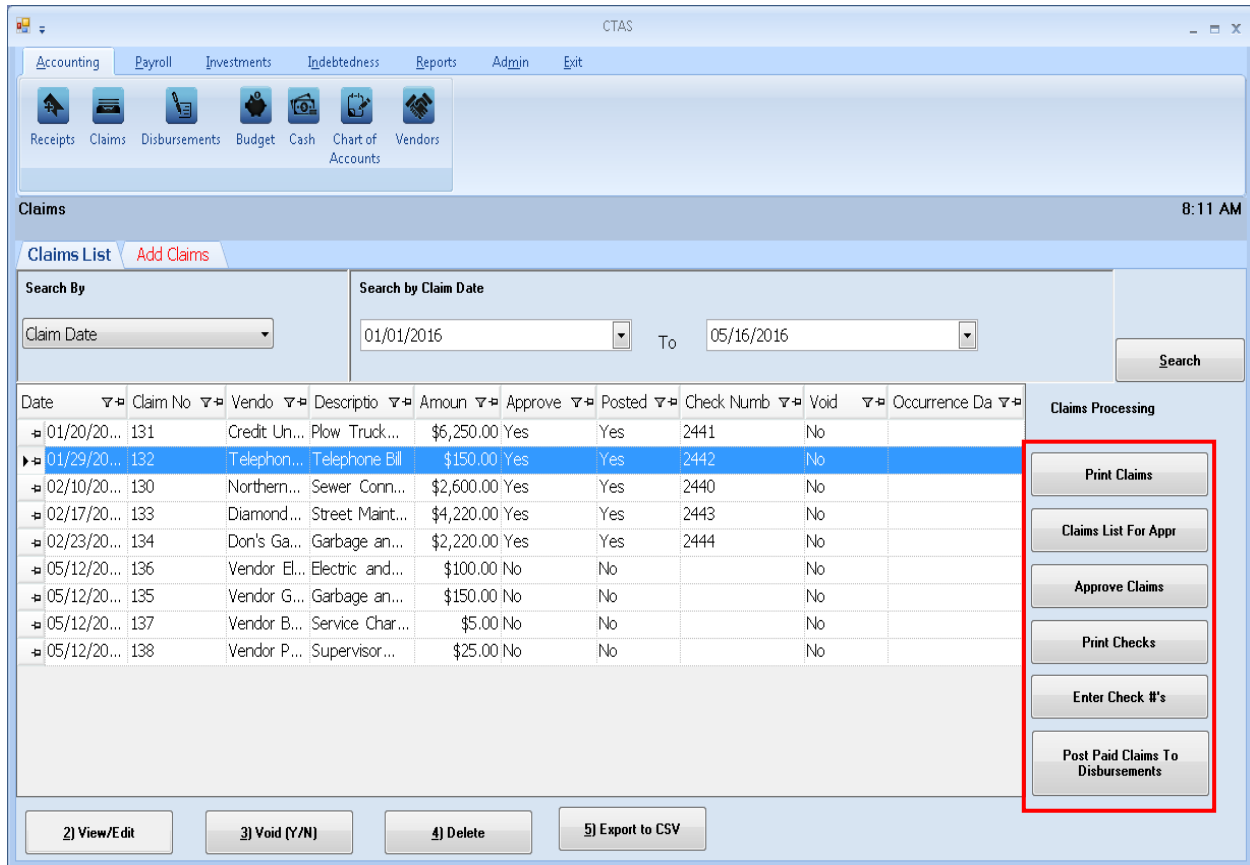 CTAS
Accounting Payroll Investments Indebtedness Reports Admin Exit
Receipts Claims Disbursements Budget Cash Chart of Accounts Vendors
Claims 8:11 AM
Claims List Add Claims
Search By Search by Claim Date
Claim Date 01/01/2016 To 05/16/2016
Search
Date Claim No Vendo Descriptio Amoun Approve Posted Check Numb Void Occurrence Da Claims Processing
01/20/20... 131 Credit Un... Plow Truck... $6,250.00 Yes Yes 2441 No
01/29/20... 132 Telephon... Telephone Bill $150.00 Yes Yes 2442 No
02/10/20... 130 Northern... Sewer Conn... $2,600.00 Yes Yes 2440 No
02/17/20... 133 Diamond... Street Maint... $4,220.00 Yes Yes 2443 No
02/23/20... 134 Don's Ga... Garbage an... $2,220.00 Yes Yes 2444 No
05/12/20... 136 Vendor El... Electric and... $100.00 No No No
05/12/20... 135 Vendor G... Garbage an... $150.00 No No No
05/12/20... 137 Vendor B... Service Char... $5.00 No No No
05/12/20... 138 Vendor P... Supervisor... $25.00 No No No
Print Claims
Claims List For Appr
Approve Claims
Print Checks
Enter Check #'s
Post Paid Claims To
Disbursements
2) View/Edit 3) Void (Y/N) 4) Delete 5) Export to CSV